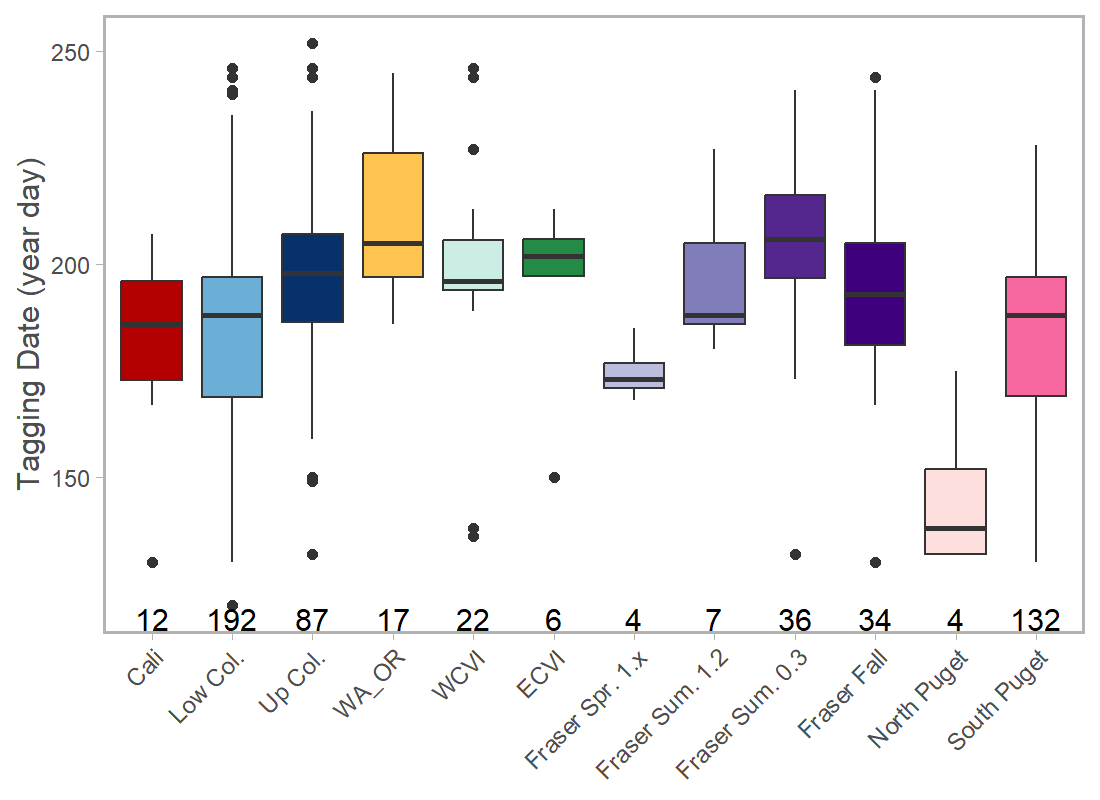 Tagging Date (year day)
250
200
150
12 192 87 17 22 6 4 7 36 34 4 132
Cali
Low Col.
Up Col.
WA_OR
WCVI
ECVI
Fraser Spr. 1.x
Fraser Sum. 1.2
Fraser Sum. 0.3
Fraser Fall
North Puget
South Puget